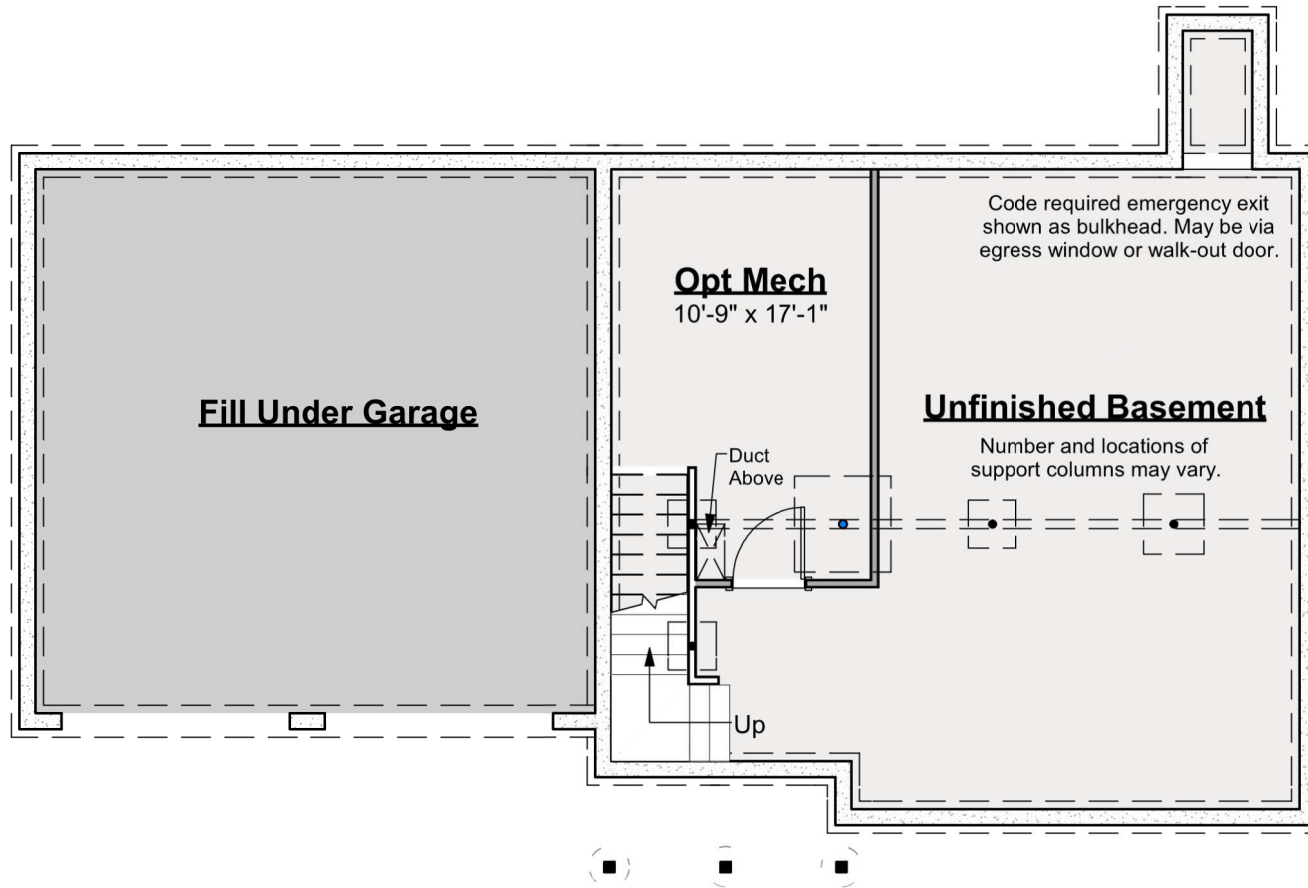 Code required emergency exit
shown as bulkhead. May be via
egress window or walk-out door.
Opt Mech
10'-9" x 17'-1"
Fill Under Garage
Unfinished Basement
Number and locations of
support columns may vary.
Duct
Above
Up